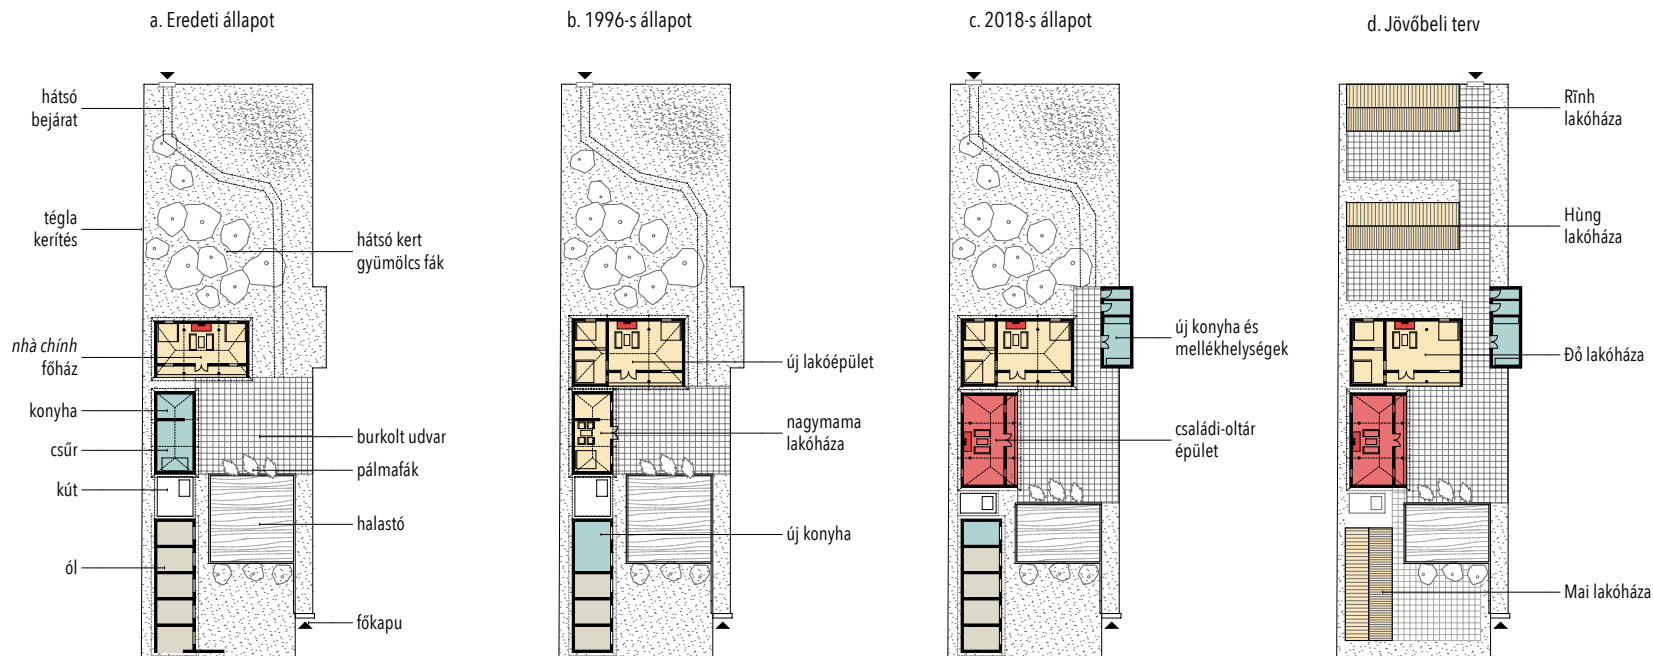 a. Eredeti állapot
hátsó
bejárat
tégla
kerítés
hátsó kert
gyümölcs fák
nhà chính
főház
konyha
csűr
kút
ól
burkolt udvar
pálmafák
halastó
főkapu
b. 1996-s állapot
új lakóépület
nagymama
lakóháza
új konyha
c. 2018-s állapot
új konyha és
mellékhelységek
családi-oltár
épület
d. Jövőbeli terv
Rĩnh
lakóháza
Hùng
lakóháza
Đỏ lakóháza
Mai lakóháza